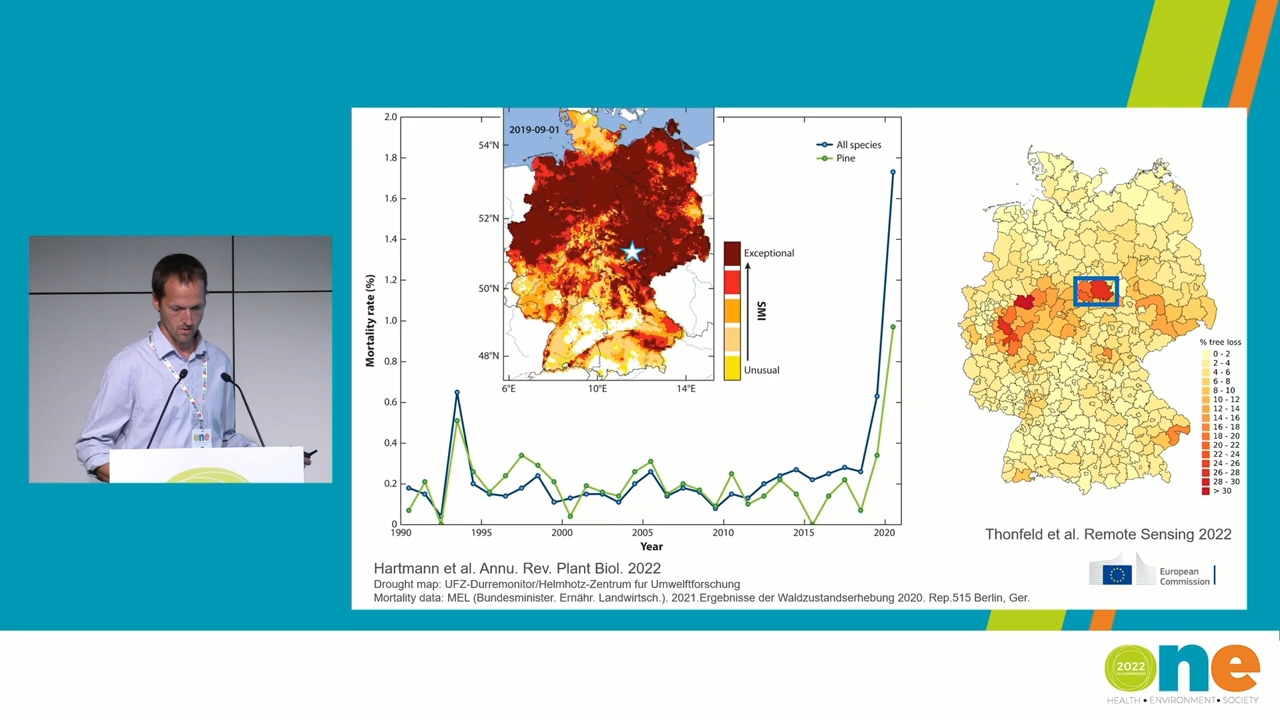 2.0
1.8
1.6
1.4
1.2
1.0
0.8
0.6
0.4
0.2
0
Mortality rate (%)
1990
1995
2000
2005
2010
2015
2020
Year
2019-09-01
54°N
52°N
50°N
48°N
6°E
10°E
14°E
Exceptional
SMI
Unusual
All species
Pine
% tree loss
0 - 2
2 - 4
4 - 6
6 - 8
8 - 10
10 - 12
12 - 14
14 - 16
16 - 18
18 - 20
20 - 22
22 - 24
24 - 26
26 - 28
28 - 30
> 30
Thonfeld et al. Remote Sensing 2022
European
Commission
Hartmann et al. Annu. Rev. Plant Biol. 2022
Drought map: UFZ-Durremonitor/Helmhotz-Zentrum fur Umwelftforschung
Mortality data: MEL (Bundesminister. Ernähr. Landwirtsch.). 2021.Ergebnisse der Waldzustandserhebung 2020. Rep.515 Berlin, Ger.
one
2022
one
HEALTH • ENVIRONMENT • SOCIETY